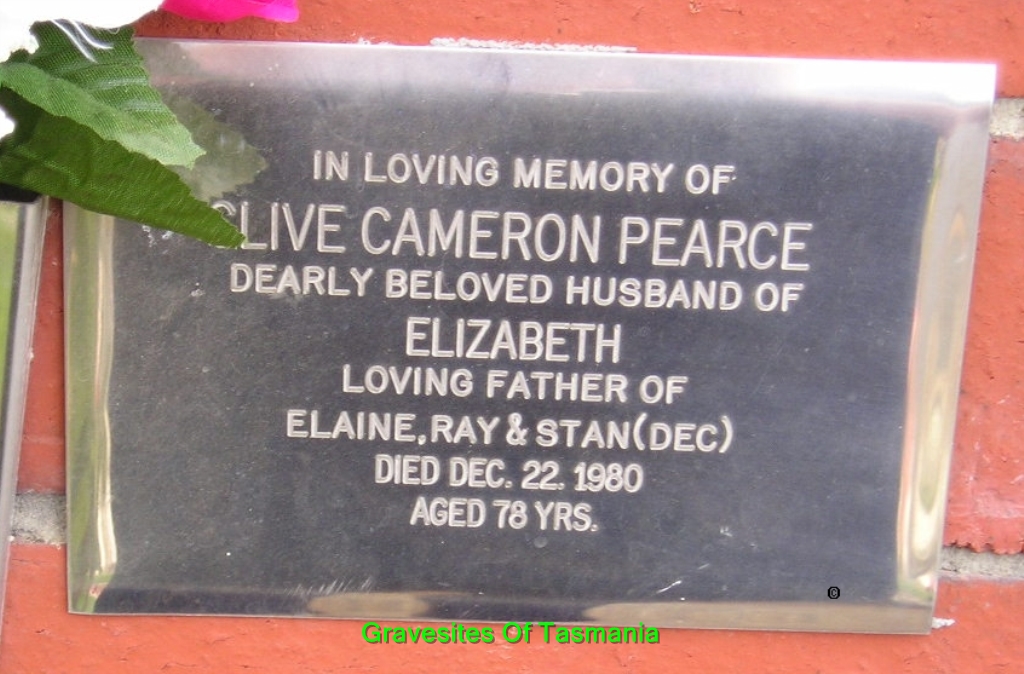 IN LOVING MEMORY OF
CLIVE CAMERON PEARCE
DEARLY BELOVED HUSBAND OF
ELIZABETH
LOVING FATHER OF
ELAINE, RAY & STAN (DEC)
DIED DEC. 22. 1980
AGED 78 YRS.
©
Gravesites Of Tasmania